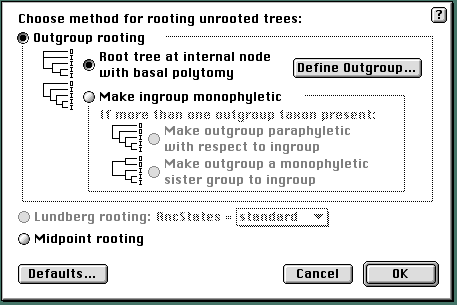 Choose method for rooting unrooted trees:
?
Outgroup rooting
Root tree at internal node
with basal polytomy
Define Outgroup...
Make ingroup monophyletic
If more than one outgroup taxon present:
Make outgroup paraphyletic
with respect to ingroup
Make outgroup a monophyletic
sister group to ingroup
Lundberg rooting: AncStates = standard
Midpoint rooting
Defaults...
Cancel
OK